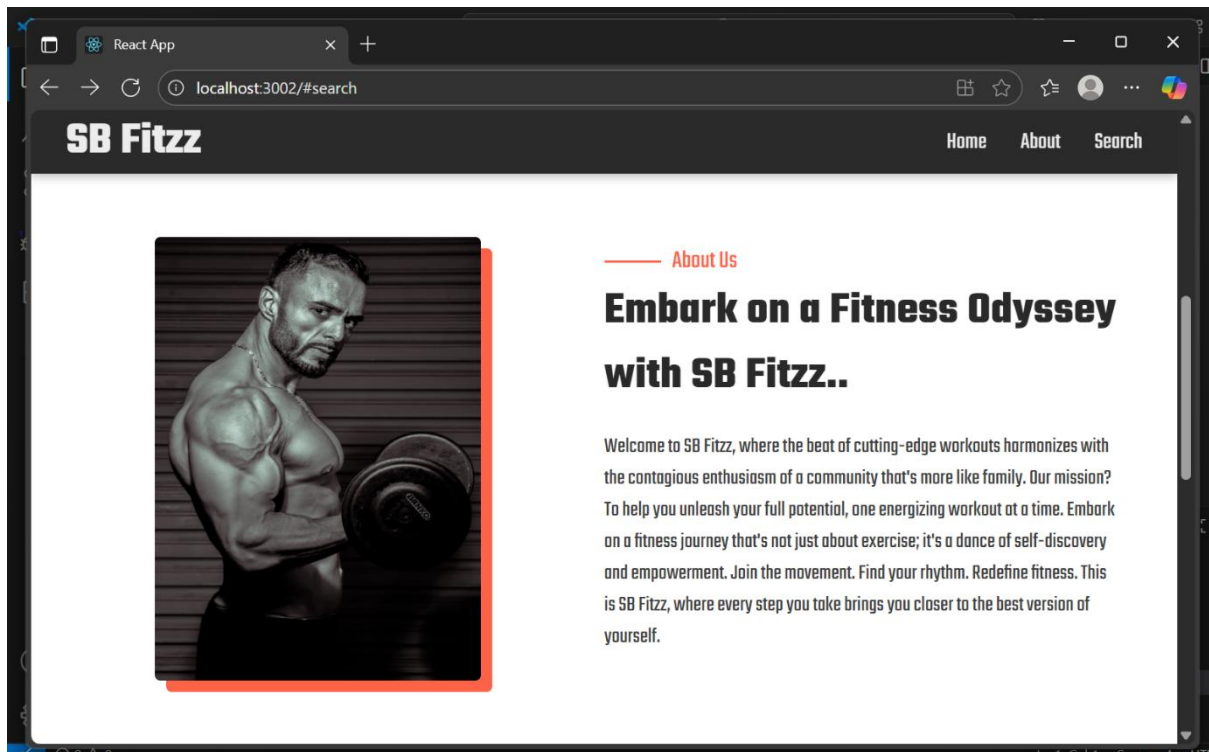 React App
localhost:3002/#search
SB Fitzz
Home About Search
About Us
Embark on a Fitness Odyssey
with SB Fitzz..
Welcome to SB Fitzz, where the beat of cutting-edge workouts harmonizes with
the contagious enthusiasm of a community that's more like family. Our mission?
To help you unleash your full potential, one energizing workout at a time. Embark
on a fitness journey that's not just about exercise; it's a dance of self-discovery
and empowerment. Join the movement. Find your rhythm. Redefine fitness. This
is SB Fitzz, where every step you take brings you closer to the best version of
yourself.